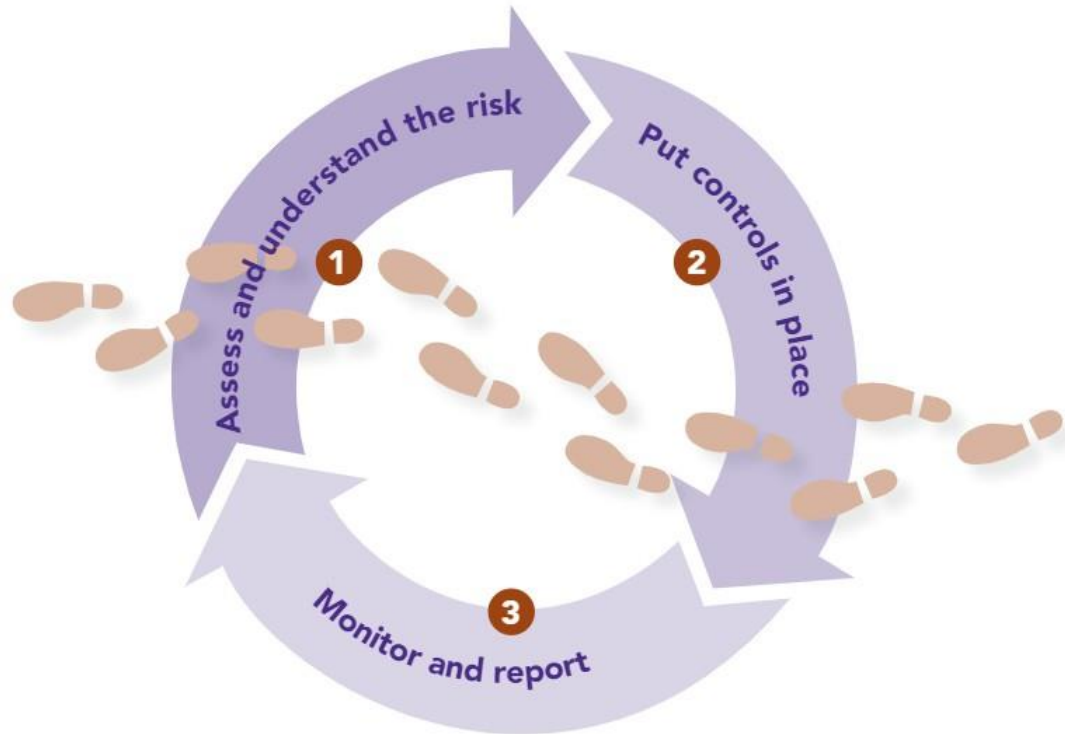 1
Assess and understand the risk
2
Put controls in place
3
Monitor and report